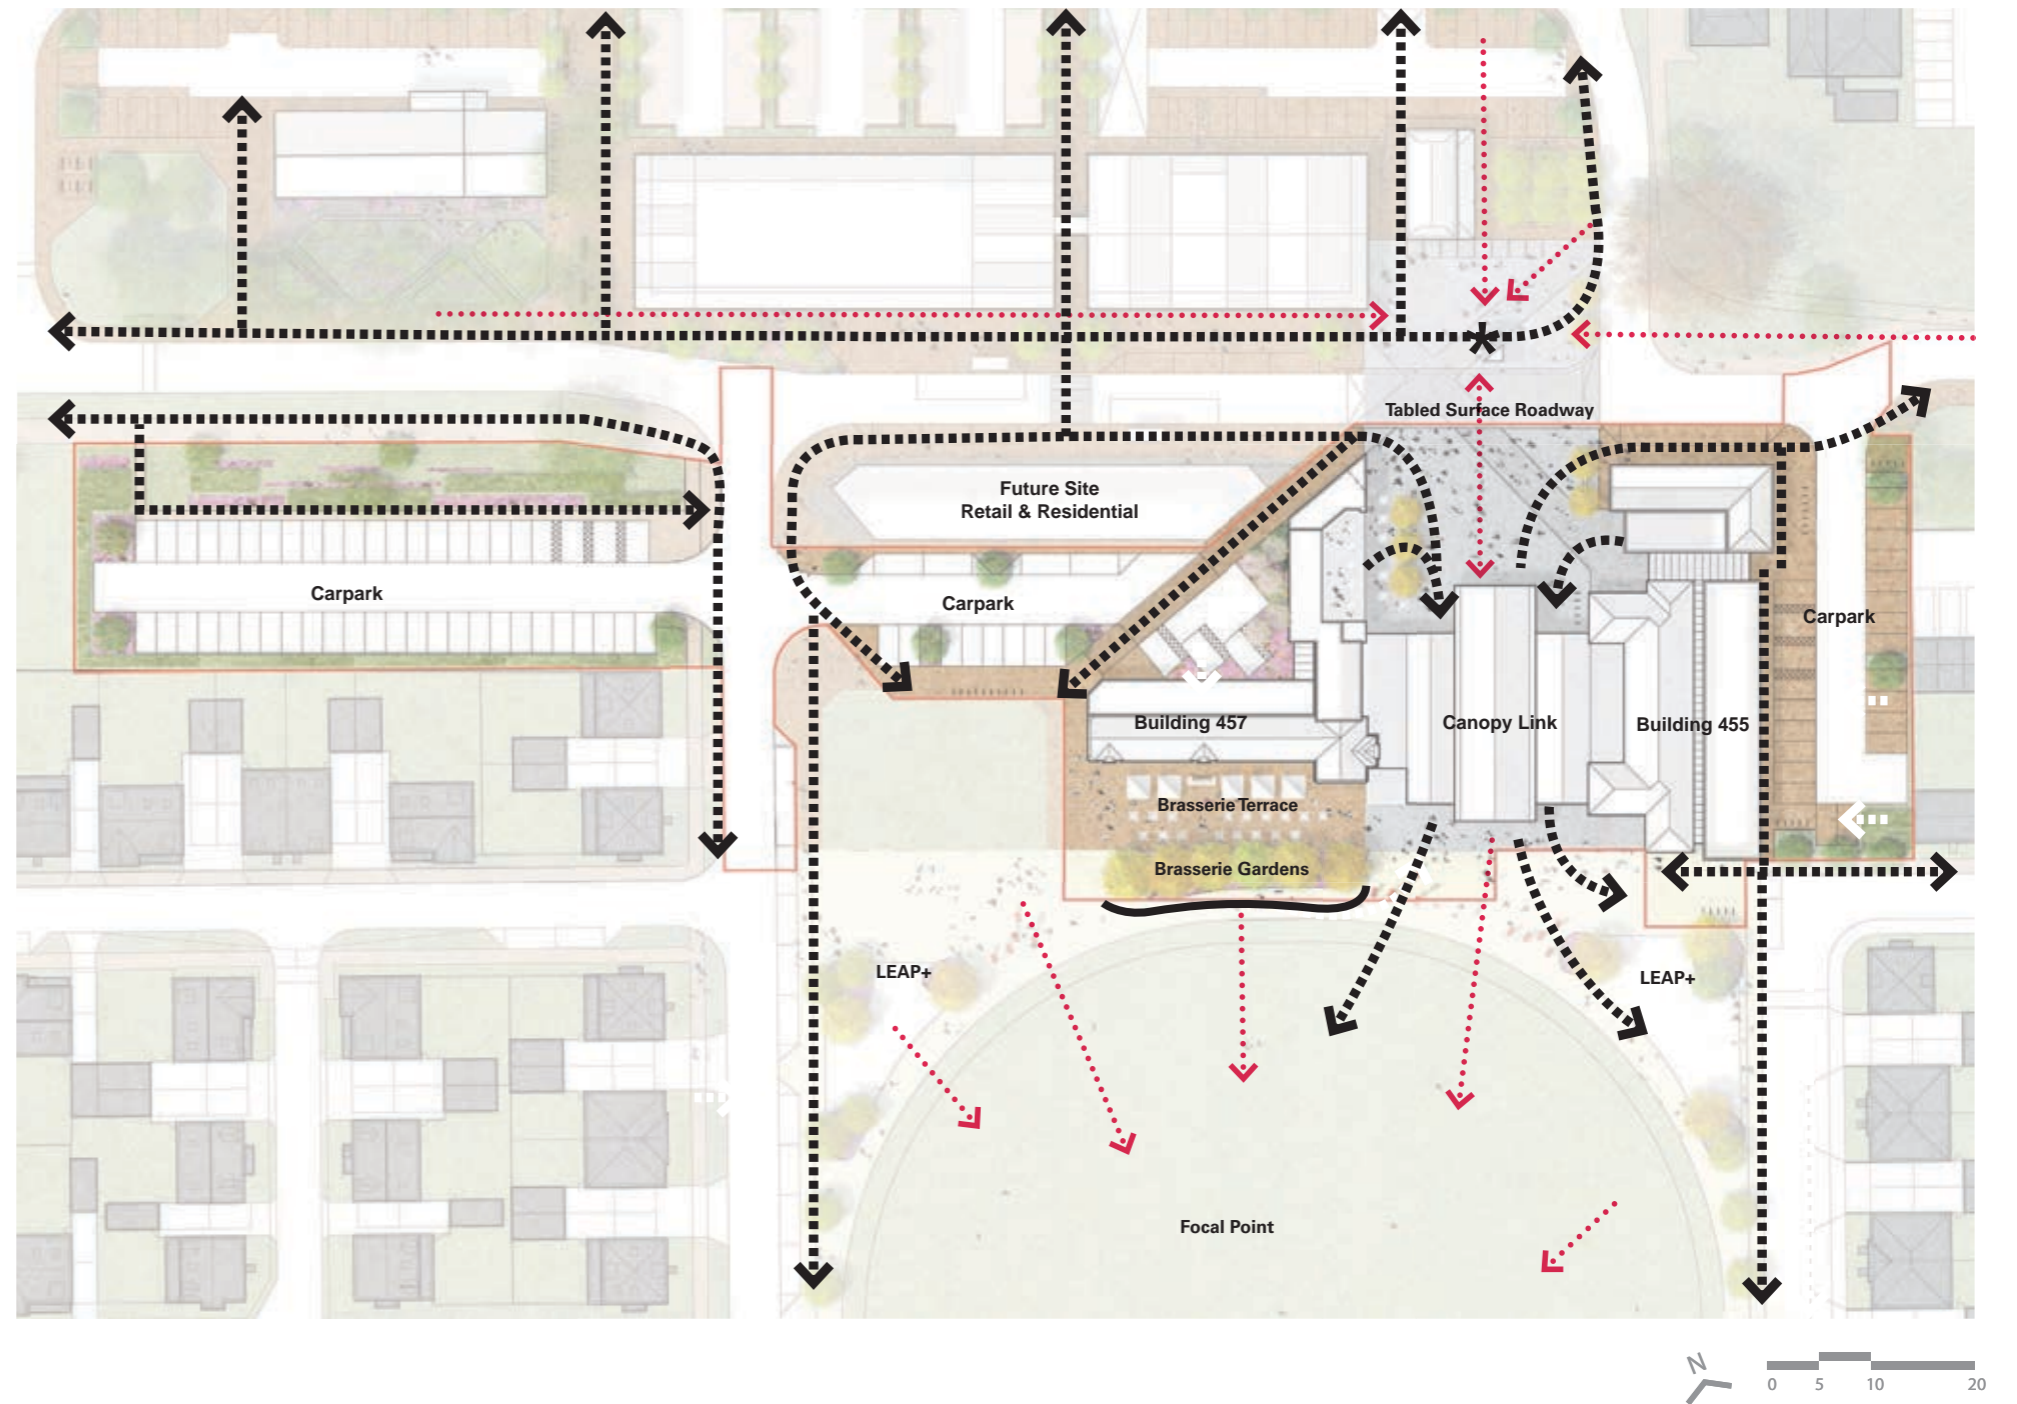 Tabled Surface Roadway
Future Site
Retail & Residential
Carpark
Carpark
Carpark
Building 457
Canopy Link
Building 455
Brasserie Terrace
Brasserie Gardens
LEAP+
LEAP+
Focal Point
N
0 5 10 20